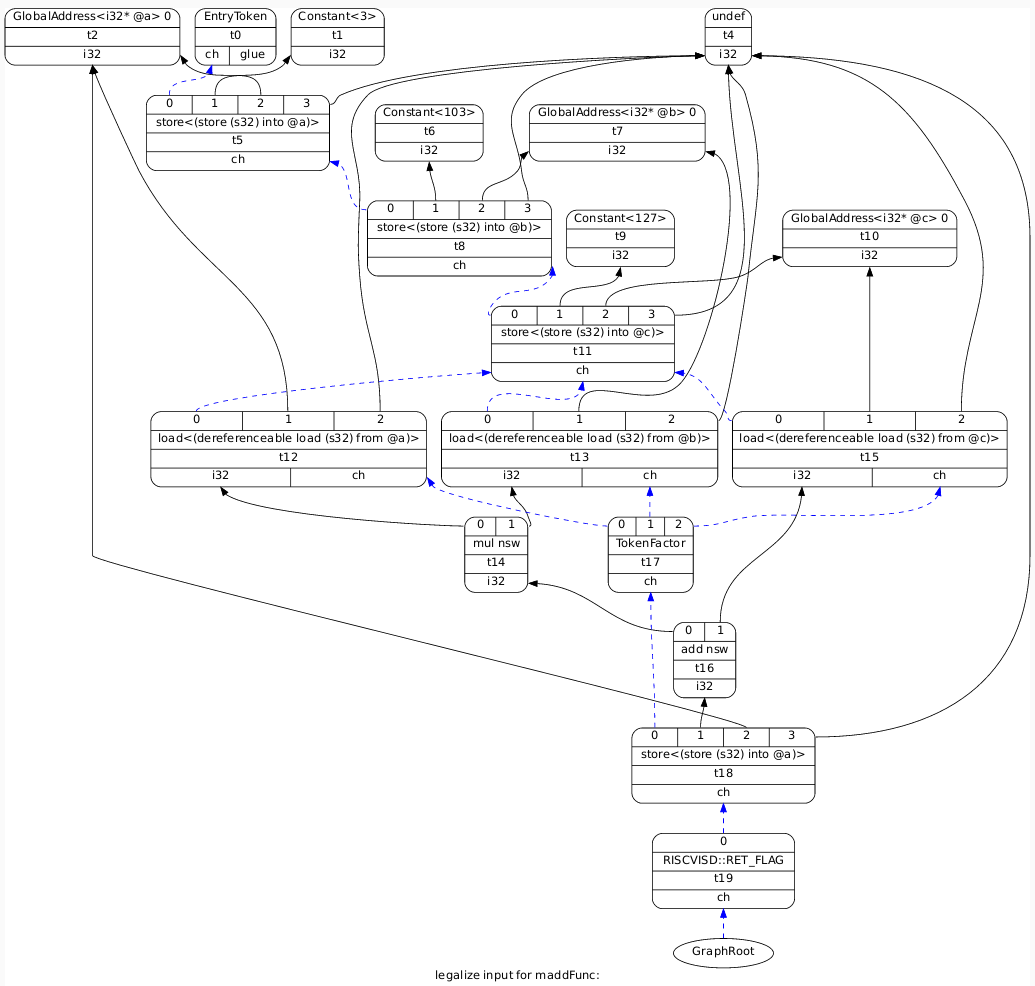 GlobalAddress<i32* @a> 0
t2
i32
EntryToken
t0
ch glue
Constant<3>
t1
i32
undef
t4
i32
0 1 2 3
store<(store (s32) into @a)>
t5
ch
Constant<103>
t6
i32
GlobalAddress<i32* @b> 0
t7
i32
0 1 2 3
store<(store (s32) into @b)>
t8
ch
Constant<127>
t9
i32
GlobalAddress<i32* @c> 0
t10
i32
0 1 2 3
store<(store (s32) into @c)>
t11
ch
0 1 2
load<(dereferenceable load (s32) from @a)>
t12
i32 ch
0 1 2
load<(dereferenceable load (s32) from @b)>
t13
i32 ch
0 1 2
load<(dereferenceable load (s32) from @c)>
t15
i32 ch
0 1
mul nsw
t14
i32
0 1 2
TokenFactor
t17
ch
0 1
add nsw
t16
i32
0 1 2 3
store<(store (s32) into @a)>
t18
ch
0
RISCVISD::RET_FLAG
t19
ch
GraphRoot
legalize input for maddFunc: